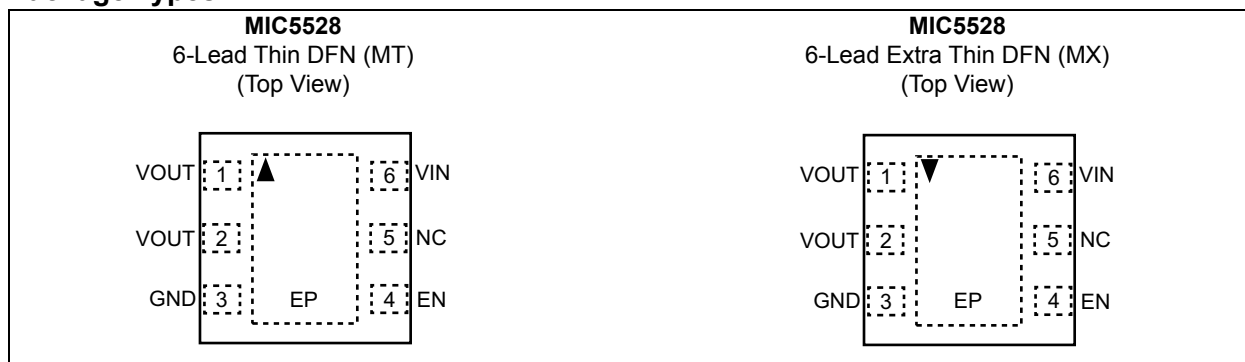 MIC5528
6-Lead Thin DFN (MT)
(Top View)
VOUT 1
6 VIN
VOUT 2
5 NC
GND 3
EP
4 EN
MIC5528
6-Lead Extra Thin DFN (MX)
(Top View)
VOUT 1
6 VIN
VOUT 2
5 NC
GND 3
EP
4 EN